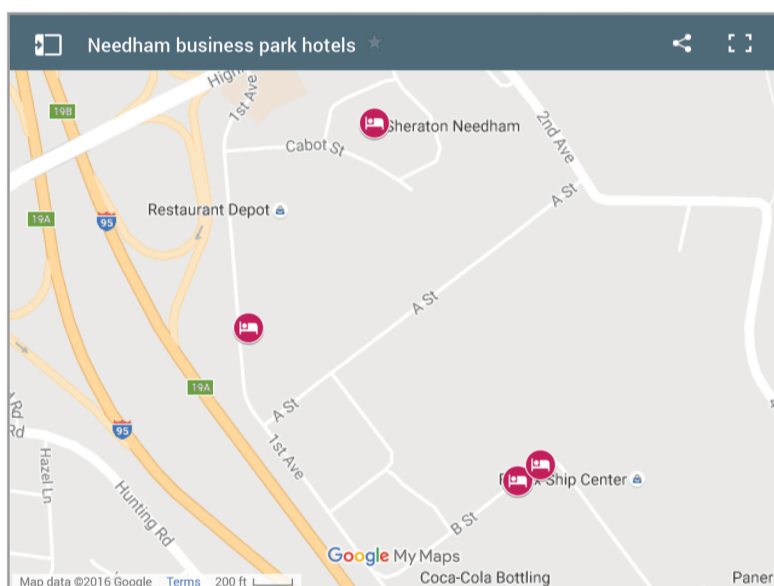 Needham business park hotels
19B
1st Ave
Sheraton Needham
2nd Ave
Cabot St
A St
Restaurant Depot
19A
95
A St
19A
A St
95
1st Ave
Rd
Hazel Ln
Hunting Rd
Ship Center
B St
Google My Maps
Coca-Cola Bottling
Map data ©2016 Google Terms 200 ft